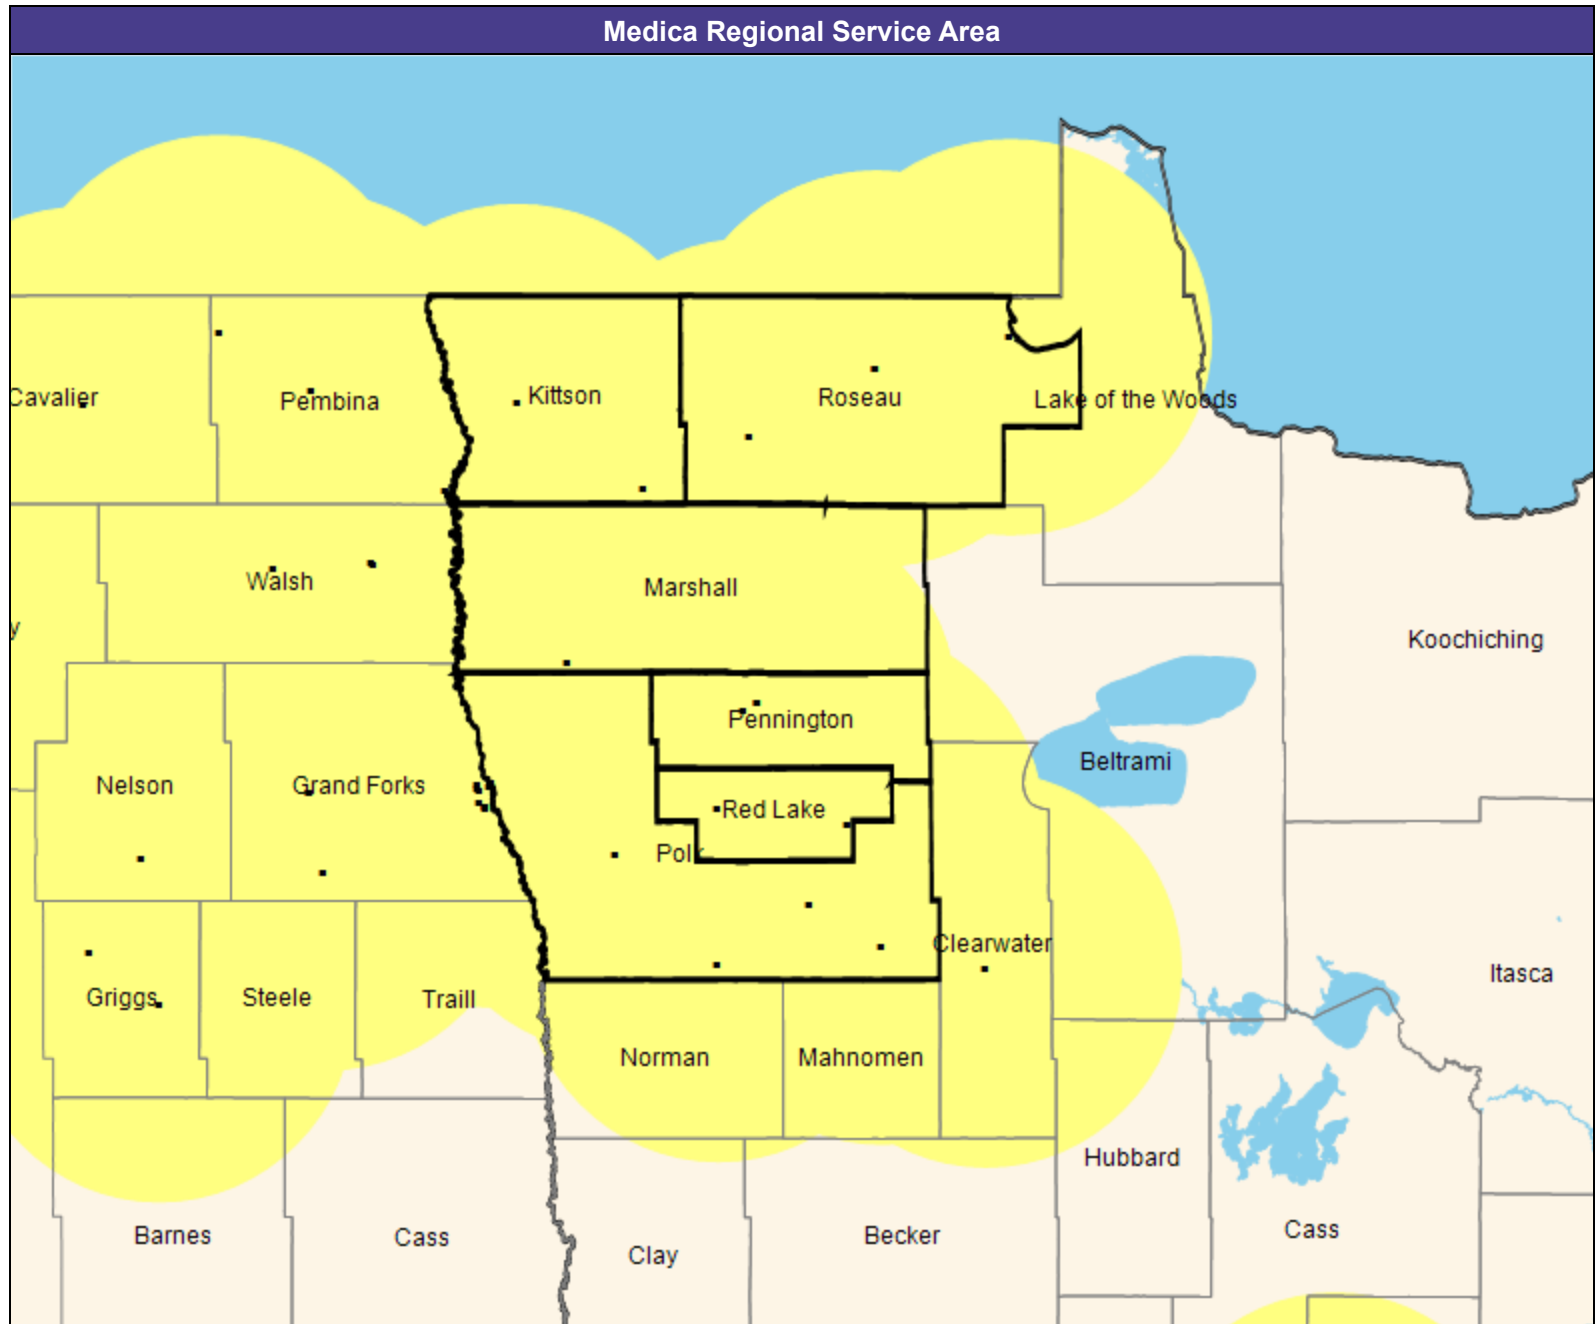 Medica Regional Service Area
Cavalier
Pembina
Kittson
Roseau
Lake of the Woods
Walsh
Marshall
y
Koochiching
Pennington
Nelson
Grand Forks
Beltrami
Red Lake
Polk
Clearwater
Griggs
Steele
Traill
Itasca
Norman
Mahnomen
Hubbard
Barnes
Cass
Clay
Becker
Cass